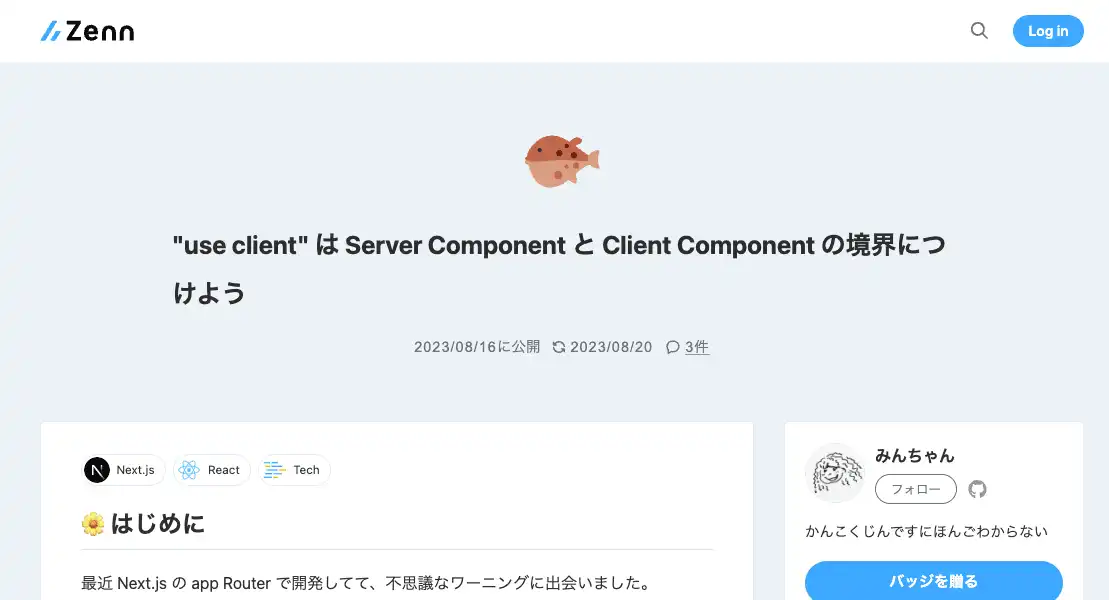 Zenn
Log in
"use client" は Server Component と Client Component の境界につ
けよう
2023/08/16に公開 2023/08/20 3件
Next.js React Tech
はじめに
最近 Next.js の app Router で開発してて、不思議なワーニングに出会いました。
みんちゃん
フォロー
かんこくじんですにほんごわからない
バッジを贈る